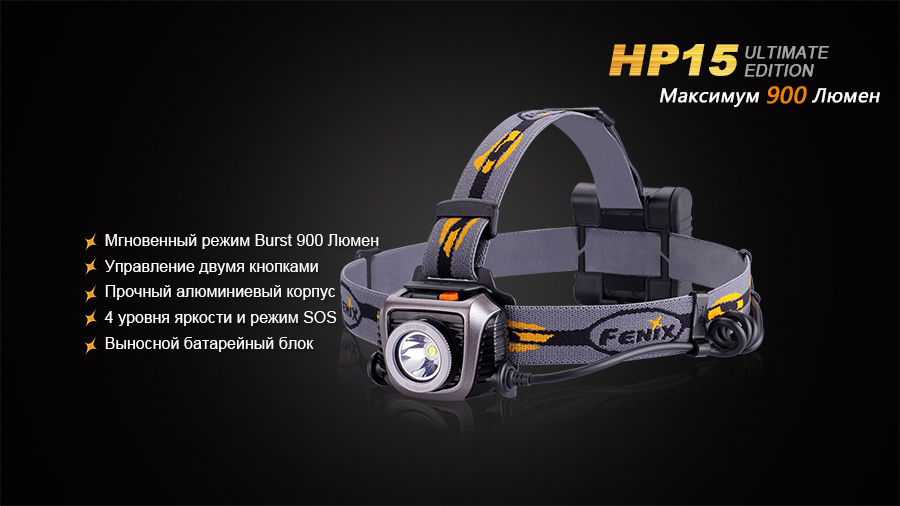 HP15 ULTIMATE
EDITION
Максимум 900 Люмен
Мгновенный режим Burst 900 Люмен
Управление двумя кнопками
Прочный алюминиевый корпус
4 уровня яркости и режим SOS
Выносной батарейный блок
FENIX